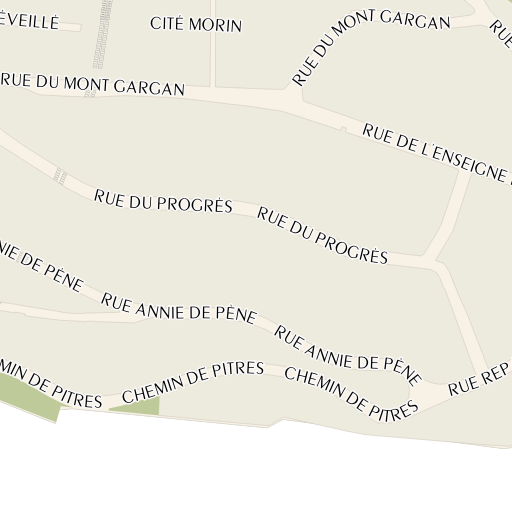 ÉVEILLÉ
CITÉ MORIN
RUE DU MONT GARGAN
RUE DU MONT GARGAN
RUE DE L'ENSEIGNE
RUE DU PROGRÈS
RUE DU PROGRÈS
NIE DE PÈNE
RUE ANNIE DE PÈNE
RUE ANNIE DE PÈNE
MIN DE PITRES
CHEMIN DE PITRES
CHEMIN DE PITRES
RUE REP